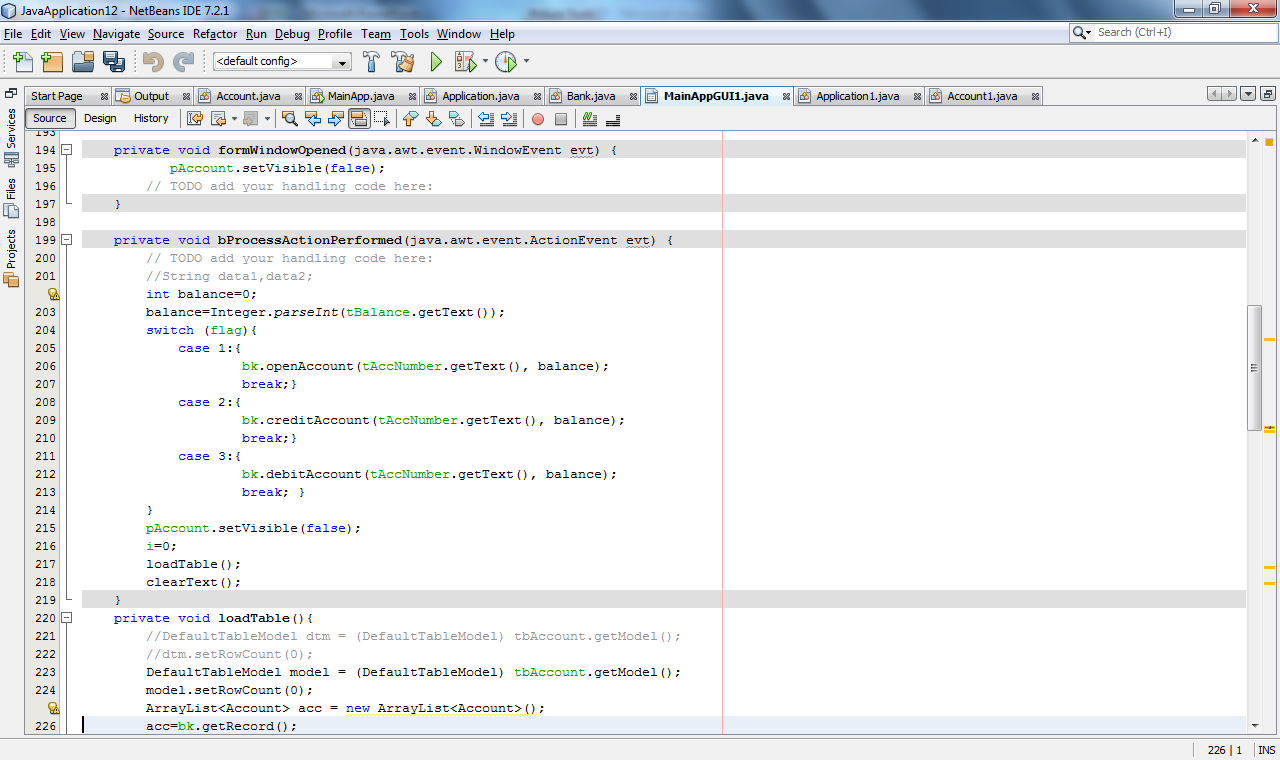 JavaApplication12 - NetBeans IDE 7.2.1
File Edit View Navigate Source Refactor Run Debug Profile Team Tools Window Help
Search (Ctrl+I)
<default config>
Start Page Output Account.java MainApp.java Application.java Bank.java MainAppGUI1.java Application1.java Account1.java
Source Design History
Services
Files
Projects
193
194 private void formWindowOpened(java.awt.event.WindowEvent evt) {
195 pAccount.setVisible(false);
196 // TODO add your handling code here:
197 }
198
199 private void bProcessActionPerformed(java.awt.event.ActionEvent evt) {
200 // TODO add your handling code here:
201 //String data1,data2;
int balance=0;
203 balance=Integer.parseInt(tBalance.getText());
204 switch (flag){
205 case 1:{
206 bk.openAccount(tAccNumber.getText(), balance);
207 break;}
208 case 2:{
209 bk.creditAccount(tAccNumber.getText(), balance);
210 break;}
211 case 3:{
212 bk.debitAccount(tAccNumber.getText(), balance);
213 break; }
214 }
215 pAccount.setVisible(false);
216 i=0;
217 loadTable();
218 clearText();
219 }
220 private void loadTable(){
221 //DefaultTableModel dtm = (DefaultTableModel) tbAccount.getModel();
222 //dtm.setRowCount(0);
223 DefaultTableModel model = (DefaultTableModel) tbAccount.getModel();
224 model.setRowCount(0);
ArrayList<Account> acc = new ArrayList<Account>();
226 acc=bk.getRecord();
226 | 1 INS